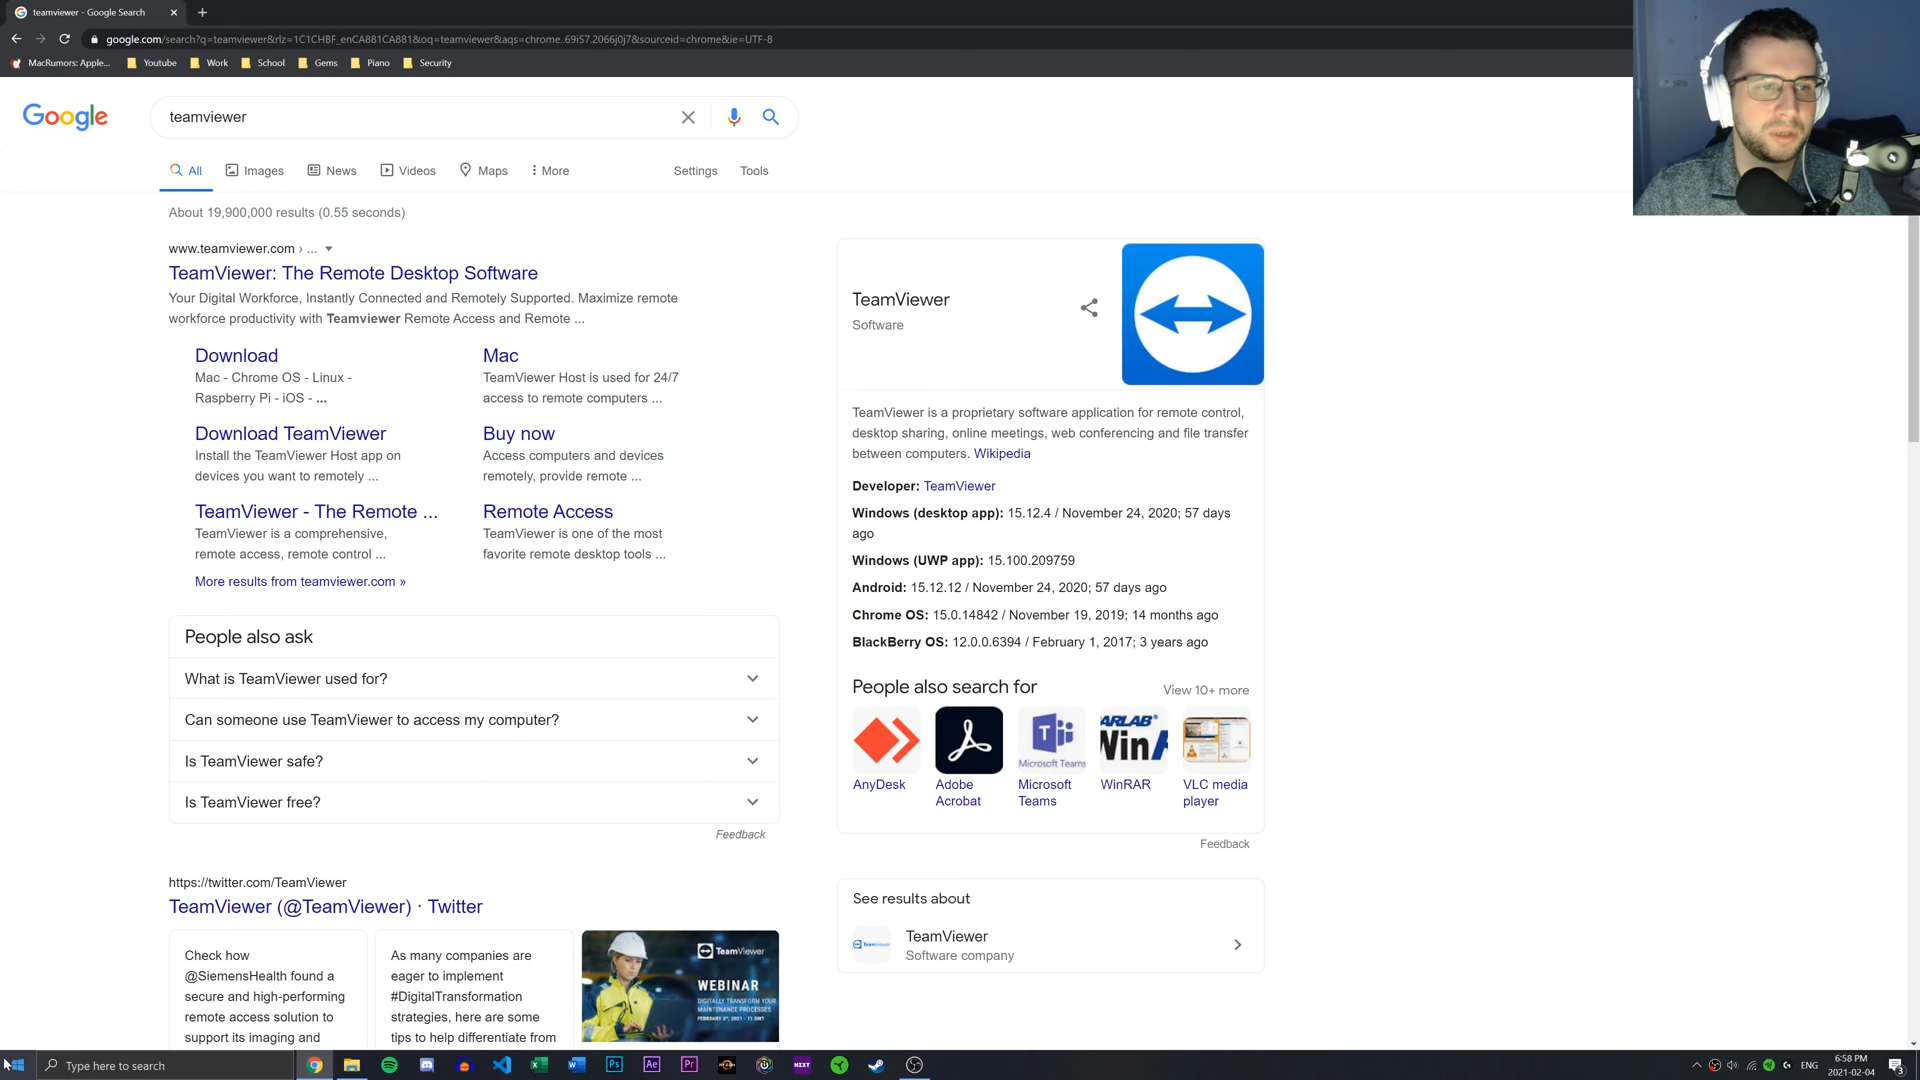 teamviewer - Google Search
google.com/search?q=teamviewer&rlz=1C1CHBF_enCA881CA881&oq=teamviewer&aqs=chrome..69i57.2066j0j7&sourceid=chrome&ie=UTF-8
MacRumors: Apple...
Youtube
Work
School
Gems
Piano
Security
Google
teamviewer
All
Images
News
Videos
Maps
More
Settings
Tools
About 19,900,000 results (0.55 seconds)
www.teamviewer.com › ...
TeamViewer: The Remote Desktop Software
Your Digital Workforce, Instantly Connected and Remotely Supported. Maximize remote
workforce productivity with Teamviewer Remote Access and Remote ...
Download
Mac - Chrome OS - Linux -
Raspberry Pi - iOS - ...
Mac
TeamViewer Host is used for 24/7
access to remote computers ...
Download TeamViewer
Install the TeamViewer Host app on
devices you want to remotely ...
Buy now
Access computers and devices
remotely, provide remote ...
TeamViewer - The Remote ...
TeamViewer is a comprehensive,
remote access, remote control ...
Remote Access
TeamViewer is one of the most
favorite remote desktop tools ...
More results from teamviewer.com »
People also ask
What is TeamViewer used for?
Can someone use TeamViewer to access my computer?
Is TeamViewer safe?
Is TeamViewer free?
Feedback
https://twitter.com/TeamViewer
TeamViewer (@TeamViewer) · Twitter
Check how
@SiemensHealth found a
secure and high-performing
remote access solution to
support its imaging and
As many companies are
eager to implement
#DigitalTransformation
strategies, here are some
tips to help differentiate from
TeamViewer
WEBINAR
DIGITALLY TRANSFORM YOUR
MAINTENANCE PROCESSES
TeamViewer
Software
TeamViewer is a proprietary software application for remote control,
desktop sharing, online meetings, web conferencing and file transfer
between computers. Wikipedia
Developer: TeamViewer
Windows (desktop app): 15.12.4 / November 24, 2020; 57 days
ago
Windows (UWP app): 15.100.209759
Android: 15.12.12 / November 24, 2020; 57 days ago
Chrome OS: 15.0.14842 / November 19, 2019; 14 months ago
BlackBerry OS: 12.0.0.6394 / February 1, 2017; 3 years ago
People also search for
View 10+ more
Microsoft Teams
ARLAB
WinR
AnyDesk
Adobe
Acrobat
Microsoft
Teams
WinRAR
VLC media
player
Feedback
See results about
TeamViewer
TeamViewer
Software company
Type here to search
Ps
Ae
Pr
NZXT
ENG
6:58 PM
2021-02-04
3